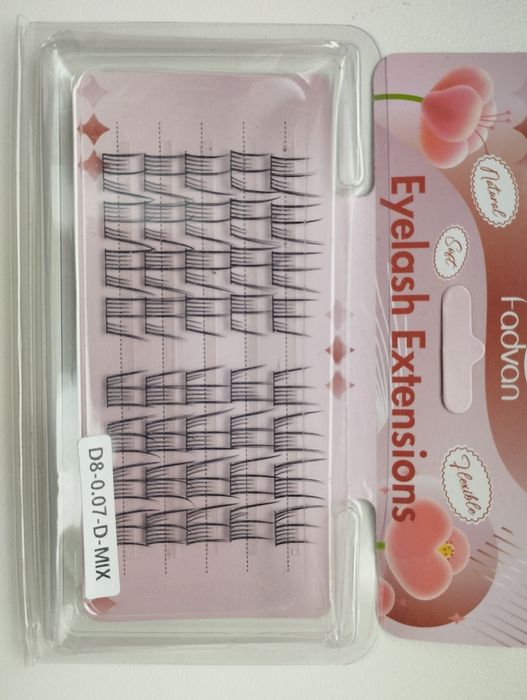 Fadvan
Eyelash Extensions
Natural
Soft
Flexible
D8-0.07-D-MIX